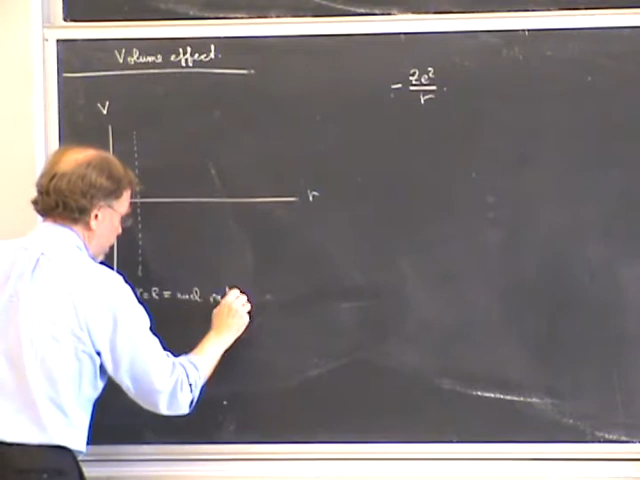 Volume effect.
- Ze²/r.
V
r
r=R = nucl